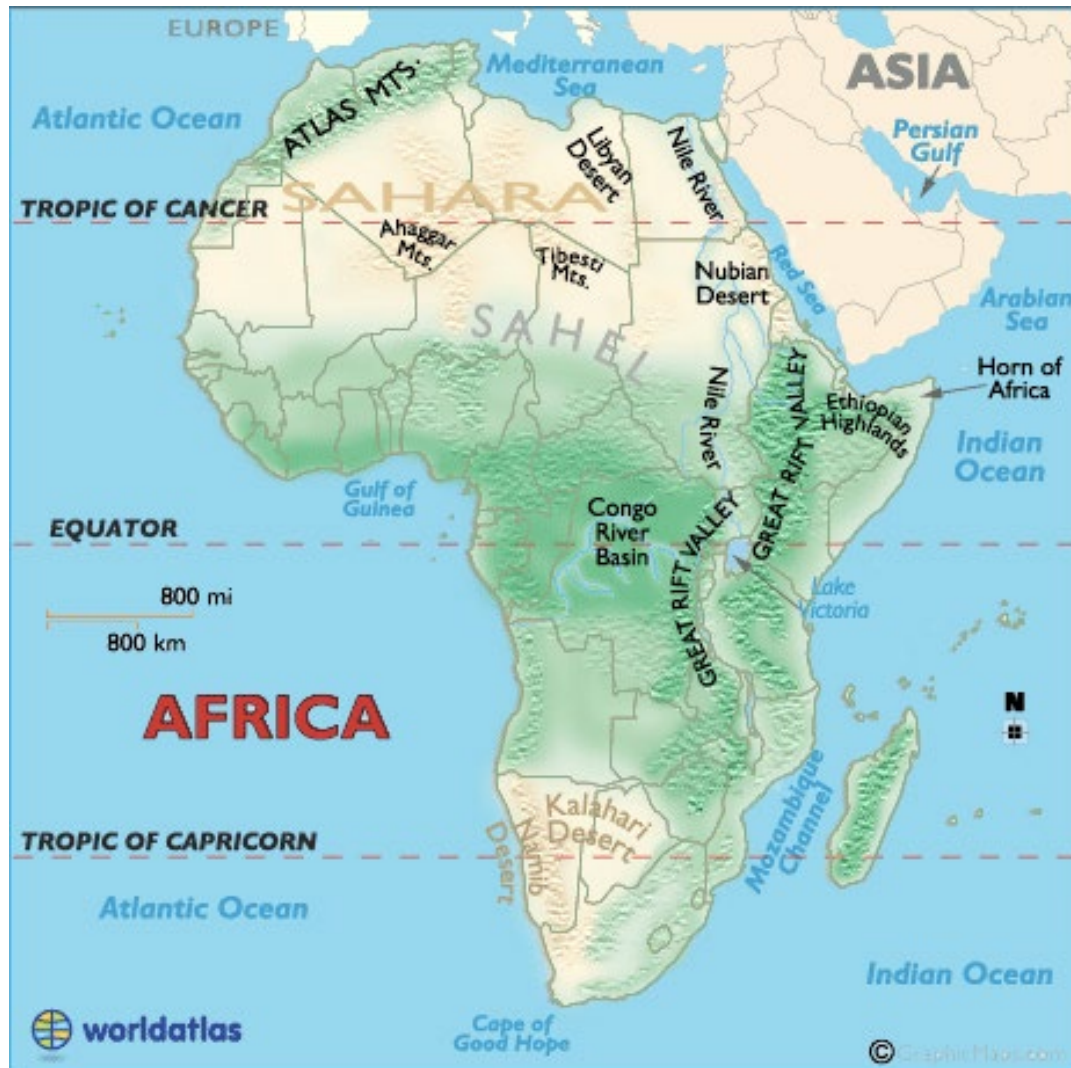 EUROPE
ASIA
Mediterranean
Sea
Atlantic Ocean
ATLAS MTS.
Persian
Gulf
Libyan
Desert
Nile River
SAHARA
TROPIC OF CANCER
Ahaggar
Mts.
Tibesti
Mts.
Nubian
Desert
Red Sea
Arabian
Sea
SAHEL
Horn of
Africa
Nile River
GREAT RIFT VALLEY
Ethiopian
Highlands
Indian
Ocean
Gulf of
Guinea
Congo
River
Basin
GREAT RIFT VALLEY
EQUATOR
Lake
Victoria
800 mi
800 km
AFRICA
N
Mozambique
Channel
Kalahari
Desert
Namib
Desert
TROPIC OF CAPRICORN
Atlantic Ocean
Indian Ocean
Cape of
Good Hope
worldatlas
© GraphicMaps.com